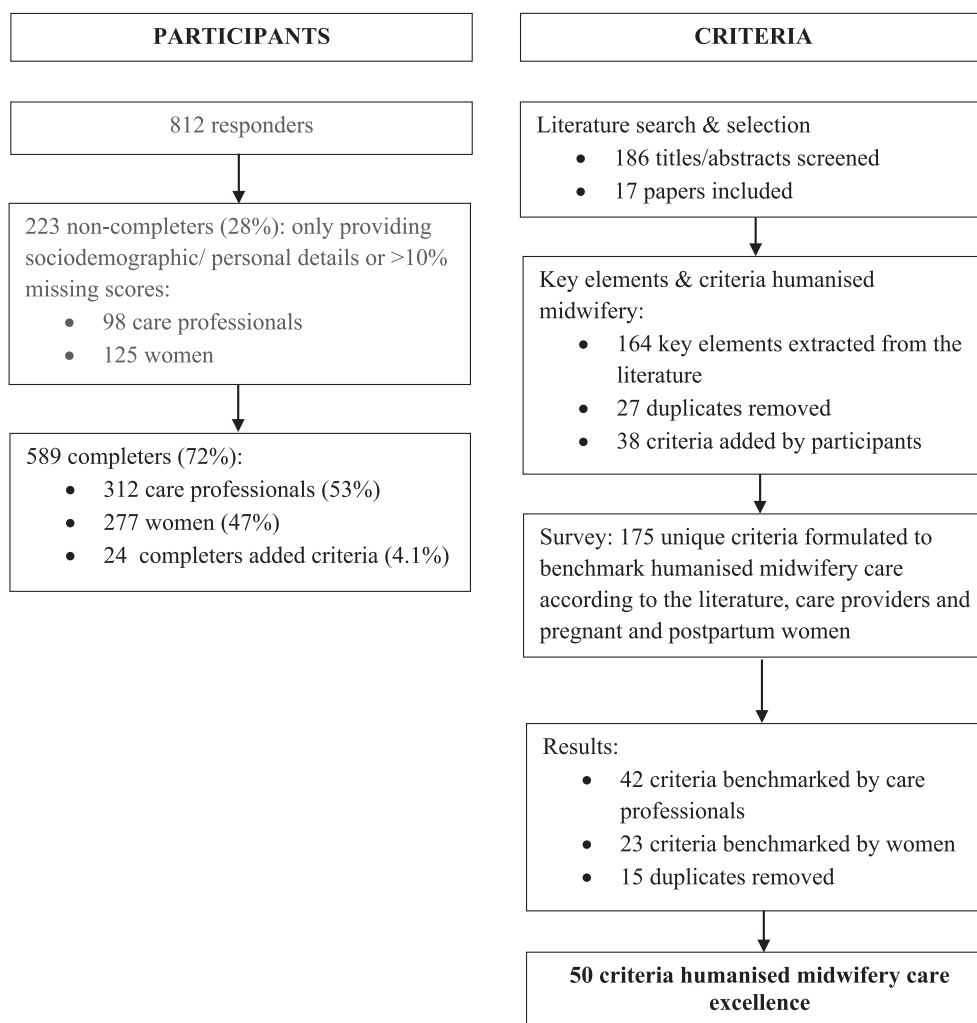 PARTICIPANTS
812 responders
223 non-completers (28%): only providing
sociodemographic/ personal details or >10%
missing scores:
• 98 care professionals
• 125 women
589 completers (72%):
• 312 care professionals (53%)
• 277 women (47%)
• 24 completers added criteria (4.1%)
CRITERIA
Literature search & selection
• 186 titles/abstracts screened
• 17 papers included
Key elements & criteria humanised
midwifery:
• 164 key elements extracted from the
literature
• 27 duplicates removed
• 38 criteria added by participants
Survey: 175 unique criteria formulated to
benchmark humanised midwifery care
according to the literature, care providers and
pregnant and postpartum women
Results:
• 42 criteria benchmarked by care
professionals
• 23 criteria benchmarked by women
• 15 duplicates removed
50 criteria humanised midwifery care
excellence